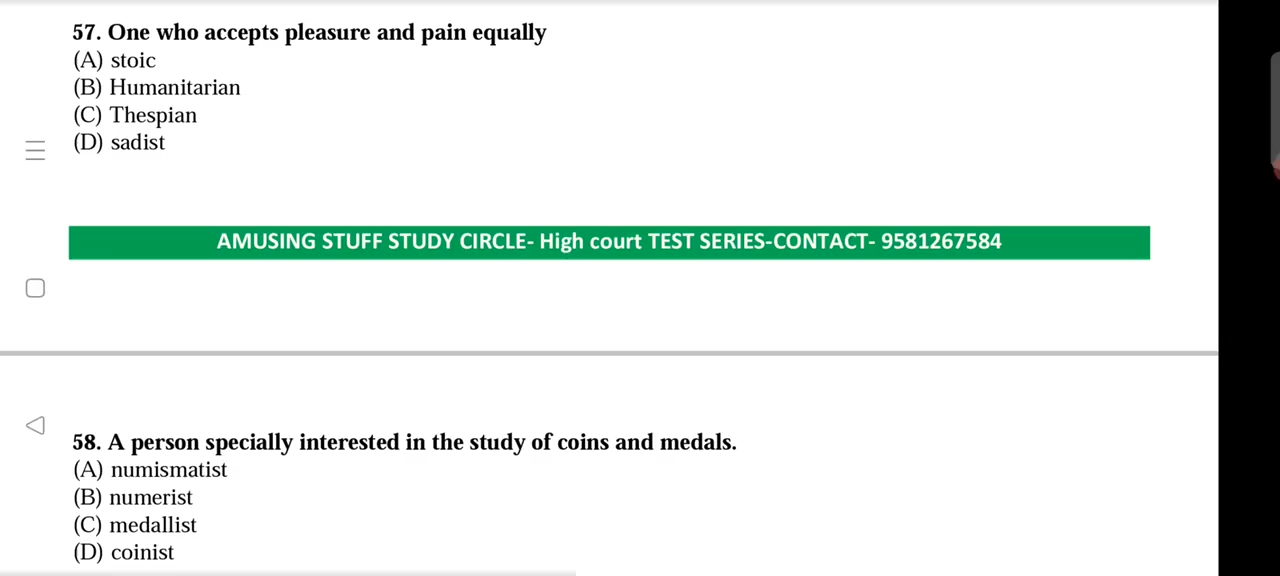 57. One who accepts pleasure and pain equally
(A) stoic
(B) Humanitarian
(C) Thespian
(D) sadist
AMUSING STUFF STUDY CIRCLE- High court TEST SERIES-CONTACT- 9581267584
58. A person specially interested in the study of coins and medals.
(A) numismatist
(B) numerist
(C) medallist
(D) coinist